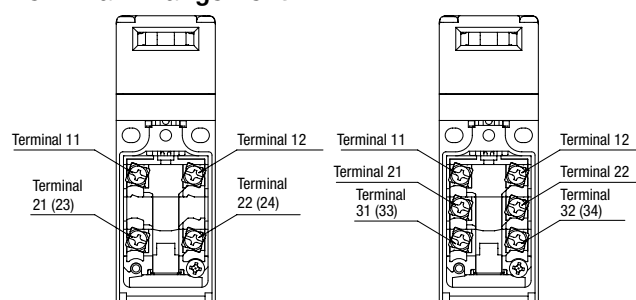 Terminal 11
Terminal 12
Terminal
21 (23)
Terminal
22 (24)
Terminal 11
Terminal 12
Terminal 21
Terminal 22
Terminal
31 (33)
Terminal
32 (34)